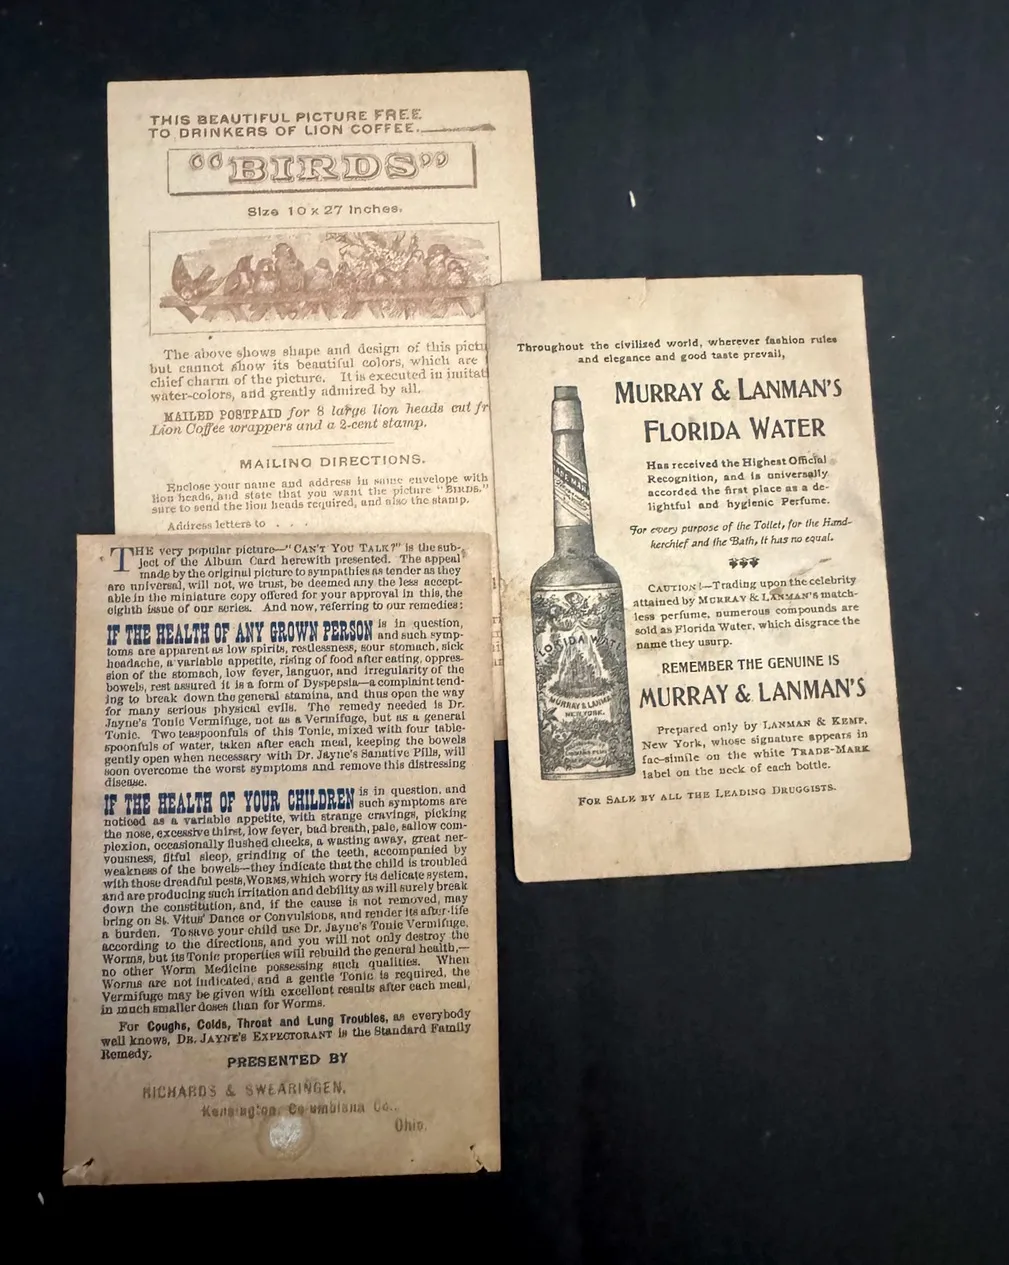 THIS BEAUTIFUL PICTURE FREE
TO DRINKERS OF LION COFFEE.
"BIRDS"
Size 10 x 27 Inches.
The above shows shape and design of this
but cannot show its beautiful colors, which are
chief charm of the picture. It is executed in
water-colors, and greatly admired by all.
MAILED POSTPAID for 8 large lion heads cut
Lion Coffee wrappers and a 2-cent stamp.
MAILING DIRECTIONS.
Enclose your name and address in same envelope with
lion heads, and state that you want the picture "BIRDS."
sure to send the lion heads required, and also the stamp.
Address letters to . . .
THE very popular picture—"CAN'T YOU TALK?" is the sub-
ject of the Album Card herewith presented. The appeal
made by the original picture to sympathies as tender as they
are universal, will not, we trust, be deemed any the less accept-
able in the miniature copy offered for your approval in this, the
eighth issue of our series. And now, referring to our remedies:
IF THE HEALTH OF ANY GROWN PERSON is in question,
and such symp-
toms are apparent as low spirits, restlessness, sour stomach, sick
headache, a variable appetite, rising of food after eating, oppres-
sion of the stomach, low fever, languor, and irregularity of the
bowels, rest assured it is a form of Dyspepsia—a complaint tend-
ing to break down the general stamina, and thus open the way
for many serious physical evils. The remedy needed is Dr.
Jayne's Tonic Vermifuge, not as a Vermifuge, but as a general
Tonic. Two teaspoonfuls of this Tonic, mixed with four table-
spoonfuls of water, taken after each meal, keeping the bowels
gently open when necessary with Dr. Jayne's Sanative Pills, will
soon overcome the worst symptoms and remove this distressing
disease.
IF THE HEALTH OF YOUR CHILDREN is in question, and
such symptoms are
noticed as a variable appetite, with strange cravings, picking
the nose, excessive thirst, low fever, bad breath, pale, sallow com-
plexion, occasionally flushed cheeks, a wasting away, great ner-
vousness, fitful sleep, grinding of the teeth, accompanied by
weakness of the bowels—they indicate that the child is troubled
with those dreadful pests, WORMS, which worry its delicate system,
and are producing such irritation and debility as will surely break
down the constitution, and, if the cause is not removed, may
bring on St. Vitus' Dance or Convulsions, and render its after-life
a burden. To save your child use Dr. Jayne's Tonic Vermifuge,
according to the directions, and you will not only destroy the
Worms, but its Tonic properties will rebuild the general health,—
no other Worm Medicine possessing such qualities. When
Worms are not indicated, and a gentle Tonic is required, the
Vermifuge may be given with excellent results after each meal,
in much smaller doses than for Worms.
For Coughs, Colds, Throat and Lung Troubles, as everybody
well knows, DR. JAYNE'S EXPECTORANT is the Standard Family
Remedy.
PRESENTED BY
RICHARDS & SWEARINGEN,
Kensington, Columbiana Co.,
Ohio.
Throughout the civilised world, wherever fashion rules
and elegance and good taste prevail,
MURRAY & LANMAN'S
FLORIDA WATER
Has received the Highest Official
Recognition, and is universally
accorded the first place as a de-
lightful and hygienic Perfume.
For every purpose of the Toilet, for the Hand-
kerchief and the Bath, it has no equal.
CAUTION!—Trading upon the celebrity
attained by MURRAY & LANMAN'S match-
less perfume, numerous compounds are
sold as Florida Water, which disgrace the
name they usurp.
REMEMBER THE GENUINE IS
MURRAY & LANMAN'S
Prepared only by LANMAN & KEMP,
New York, whose signature appears in
fac-simile on the white TRADE-MARK
label on the neck of each bottle.
FOR SALE BY ALL THE LEADING DRUGGISTS.
FLORIDA WATER
MURRAY & LANMAN
NEW YORK.